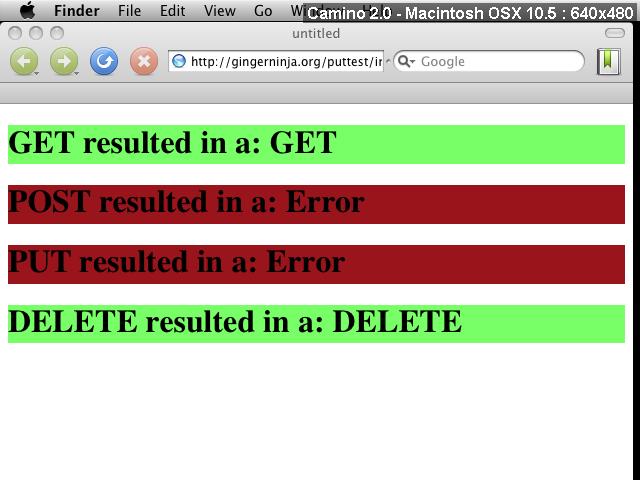 Finder File Edit View Go
Camino 2.0 - Macintosh OSX 10.5 : 640x480
untitled
http://gingerninja.org/puttest/ir
Google
GET resulted in a: GET
POST resulted in a: Error
PUT resulted in a: Error
DELETE resulted in a: DELETE